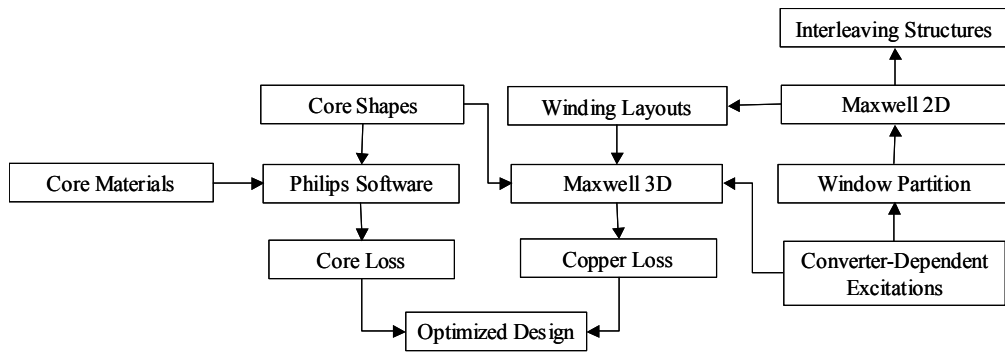 Interleaving Structures
Core Shapes
Winding Layouts
Maxwell 2D
Core Materials
Philips Software
Maxwell 3D
Window Partition
Core Loss
Copper Loss
Converter-Dependent
Excitations
Optimized Design